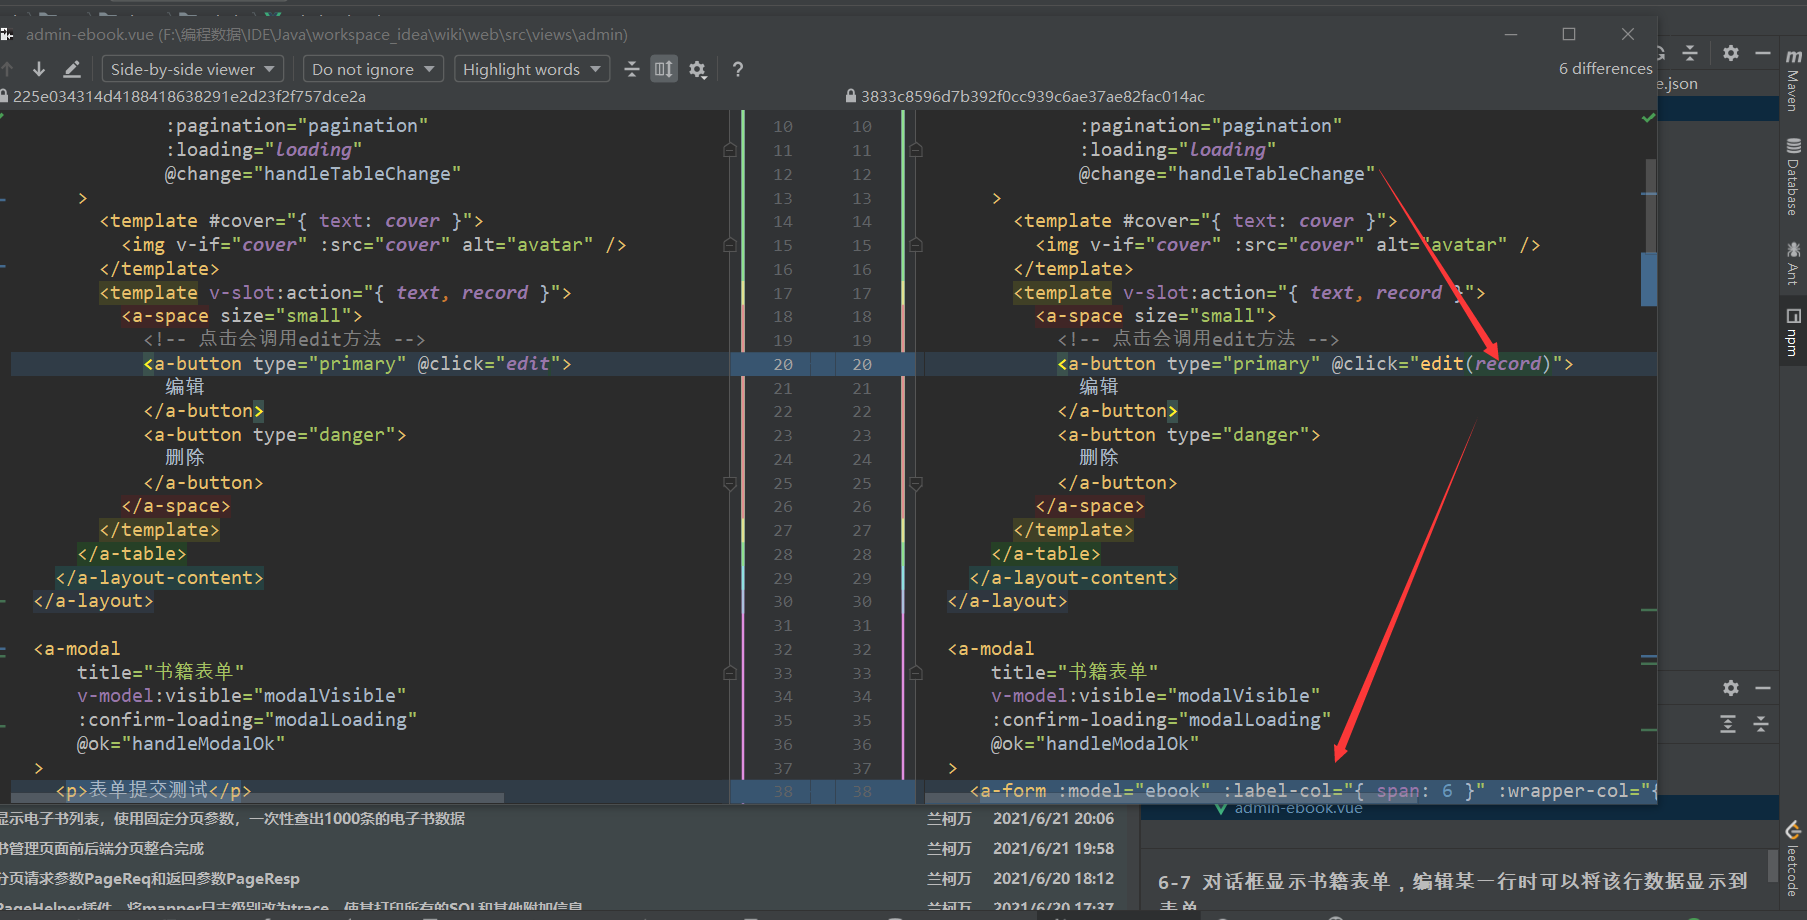 admin-ebook.vue (F:\编程数据\IDE\Java\workspace_idea\wiki\web\src\views\admin)
Side-by-side viewer
Do not ignore
Highlight words
?
6 differences
e.json
225e034314d4188418638291e2d23f2f757dce2a
3833c8596d7b392f0cc939c6ae37ae82fac014ac
:pagination="pagination"
:loading="loading"
@change="handleTableChange"
>
<template #cover="{ text: cover }">
<img v-if="cover" :src="cover" alt="avatar" />
</template>
<template v-slot:action="{ text, record }">
<a-space size="small">
<!-- 点击会调用edit方法 -->
<a-button type="primary" @click="edit">
编辑
</a-button>
<a-button type="danger">
删除
</a-button>
</a-space>
</template>
</a-table>
</a-layout-content>
</a-layout>
<a-modal
title="书籍表单"
v-model:visible="modalVisible"
:confirm-loading="modalLoading"
@ok="handleModalOk"
>
<p>表单提交测试</p>
10 10
11 11
12 12
13 13
14 14
15 15
16 16
17 17
18 18
19 19
20 20
21 21
22 22
23 23
24 24
25 25
26 26
27 27
28 28
29 29
30 30
31 31
32 32
33 33
34 34
35 35
36 36
37 37
38 38
:pagination="pagination"
:loading="loading"
@change="handleTableChange"
>
<template #cover="{ text: cover }">
<img v-if="cover" :src="cover" alt="avatar" />
</template>
<template v-slot:action="{ text, record }">
<a-space size="small">
<!-- 点击会调用edit方法 -->
<a-button type="primary" @click="edit(record)">
编辑
</a-button>
<a-button type="danger">
删除
</a-button>
</a-space>
</template>
</a-table>
</a-layout-content>
</a-layout>
<a-modal
title="书籍表单"
v-model:visible="modalVisible"
:confirm-loading="modalLoading"
@ok="handleModalOk"
>
<a-form :model="ebook" :label-col="{ span: 6 }" :wrapper-col="{
m Maven
Database
Ant
npm
leetcode
显示电子书列表，使用固定分页参数，一次性查出1000条的电子书数据 兰柯万 2021/6/21 20:06
书管理页面前后端分页整合完成 兰柯万 2021/6/21 19:58
分页请求参数PageReq和返回参数PageResp 兰柯万 2021/6/20 18:12
PageHelper插件，将mapper日志级别改为trace，使其打印所有的SQL和其他附加信息 兰柯万 2021/6/20 17:37
admin-ebook.vue
6-7 对话框显示书籍表单，编辑某一行时可以将该行数据显示到
表单